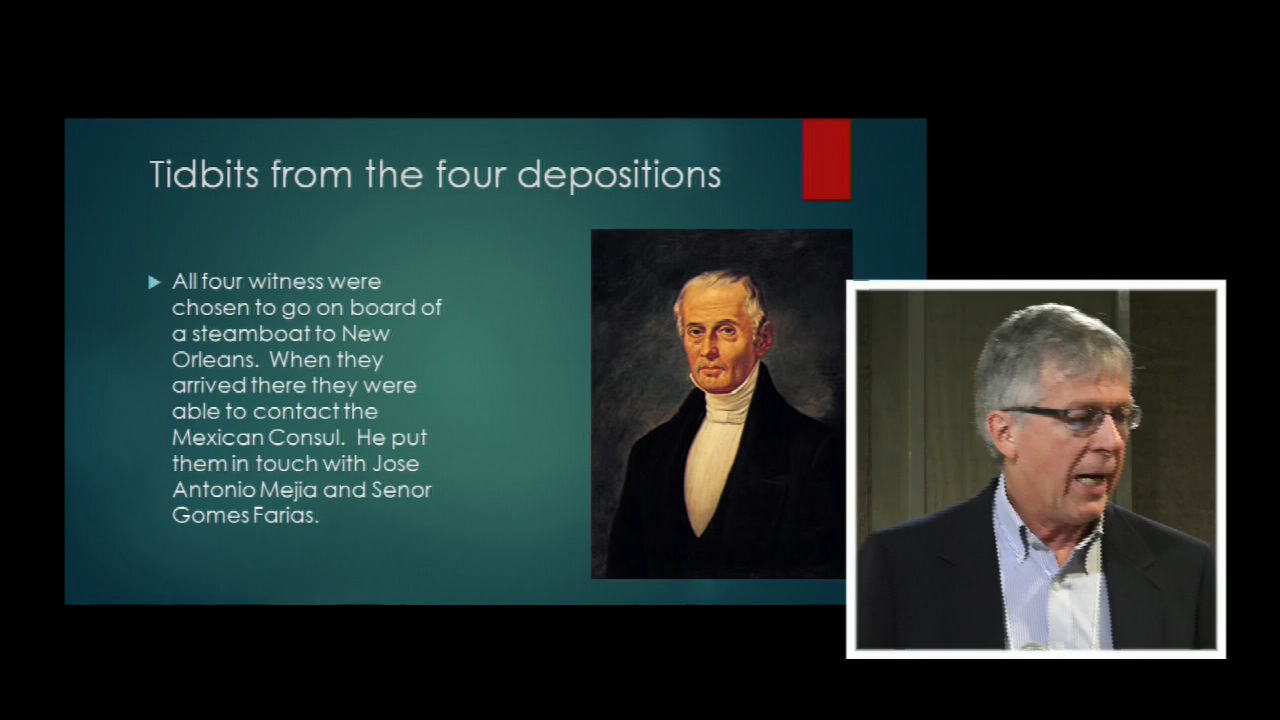 Tidbits from the four depositions
All four witness were
chosen to go on board of
a steamboat to New
Orleans. When they
arrived there they were
able to contact the
Mexican Consul. He put
them in touch with Jose
Antonio Mejia and Senor
Gomes Farias.